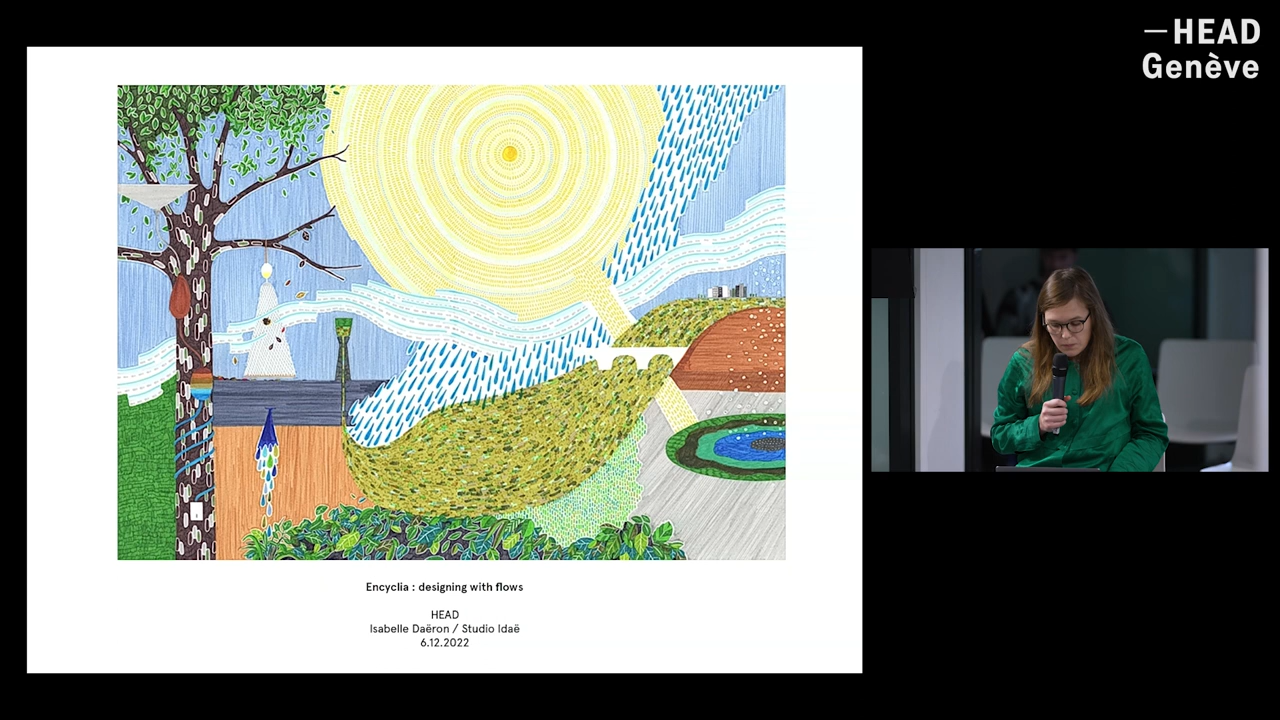 —HEAD
Genève
Encyclia : designing with flows
HEAD
Isabelle Daëron / Studio Idaë
6.12.2022